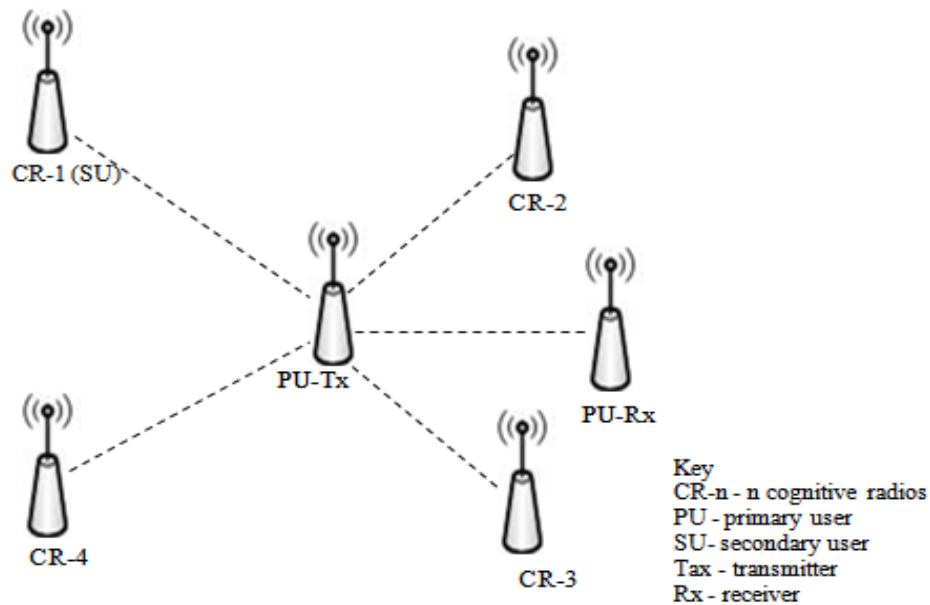 CR-1 (SU)
CR-2
PU-Tx
PU-Rx
CR-4
CR-3
Key
CR-n - n cognitive radios
PU - primary user
SU- secondary user
Tax - transmitter
Rx - receiver